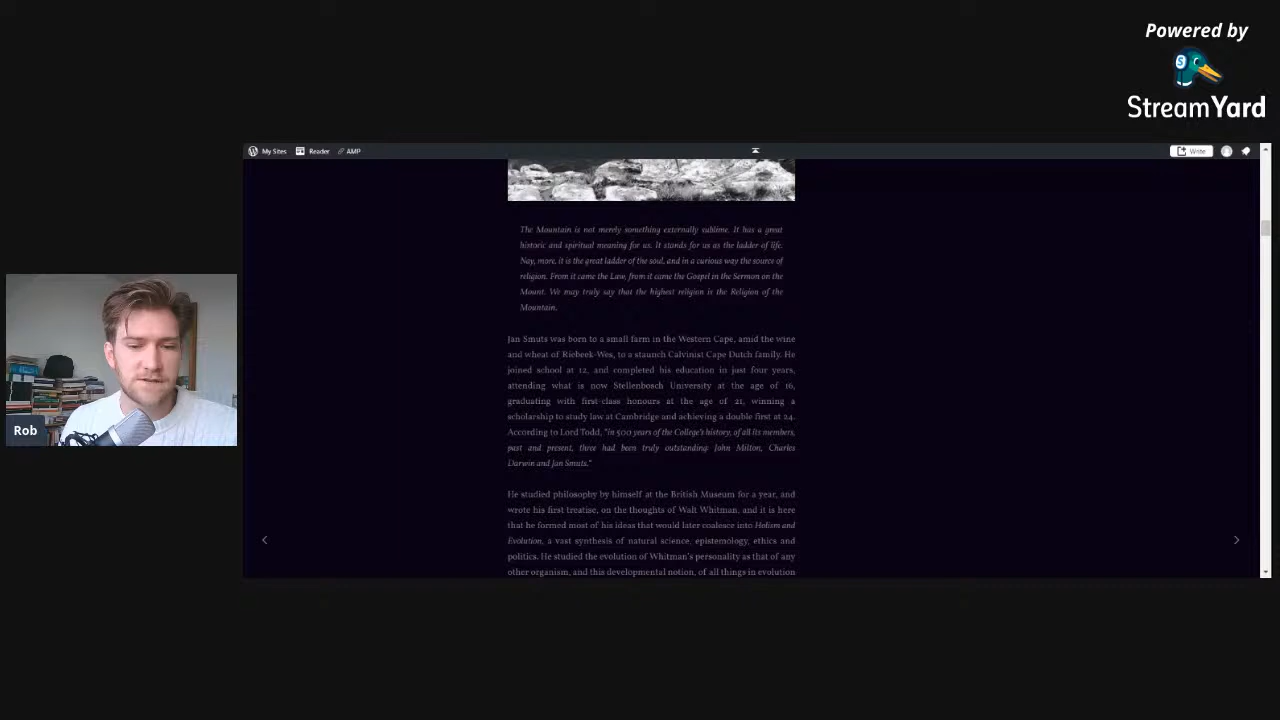 Powered by
StreamYard
My Sites
Reader
AMP
Write
The Mountain is not merely something externally sublime. It has a great
historic and spiritual meaning for us. It stands for us as the ladder of life.
Nay, more, it is the great ladder of the soul, and in a curious way the source of
religion. From it came the Law, from it came the Gospel in the Sermon on the
Mount. We may truly say that the highest religion is the Religion of the
Mountain.
Jan Smuts was born to a small farm in the Western Cape, amid the wine
and wheat of Riebeek-Wes, to a staunch Calvinist Cape Dutch family. He
joined school at 12, and completed his education in just four years,
attending what is now Stellenbosch University at the age of 16,
graduating with first-class honours at the age of 21, winning a
scholarship to study law at Cambridge and achieving a double first at 24.
According to Lord Todd, "in 500 years of the College's history, of all its members,
past and present, three had been truly outstanding John Milton, Charles
Darwin and Jan Smuts."
He studied philosophy by himself at the British Museum for a year, and
wrote his first treatise, on the thoughts of Walt Whitman, and it is here
that he formed most of his ideas that would later coalesce into Holism and
Evolution, a vast synthesis of natural science, epistemology, ethics and
politics. He studied the evolution of Whitman's personality as that of any
other organism, and this developmental notion, of all things in evolution
Rob